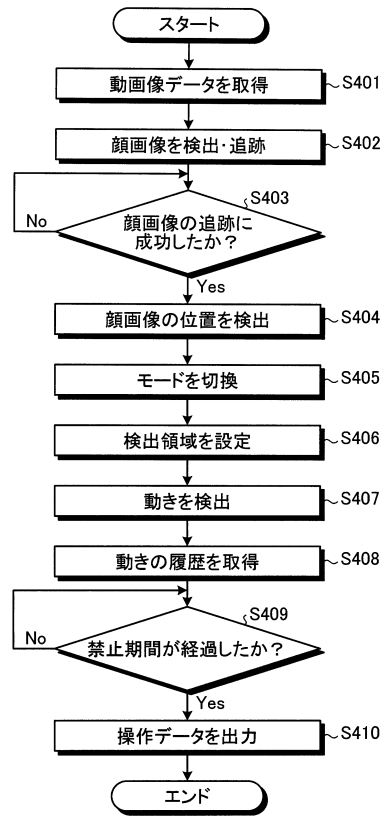 スタート
動画像データを取得
S401
顔画像を検出・追跡
S402
S403
顔画像の追跡に
成功したか？
No
Yes
顔画像の位置を検出
S404
モードを切換
S405
検出領域を設定
S406
動きを検出
S407
動きの履歴を取得
S408
S409
禁止期間が経過したか？
No
Yes
操作データを出力
S410
エンド